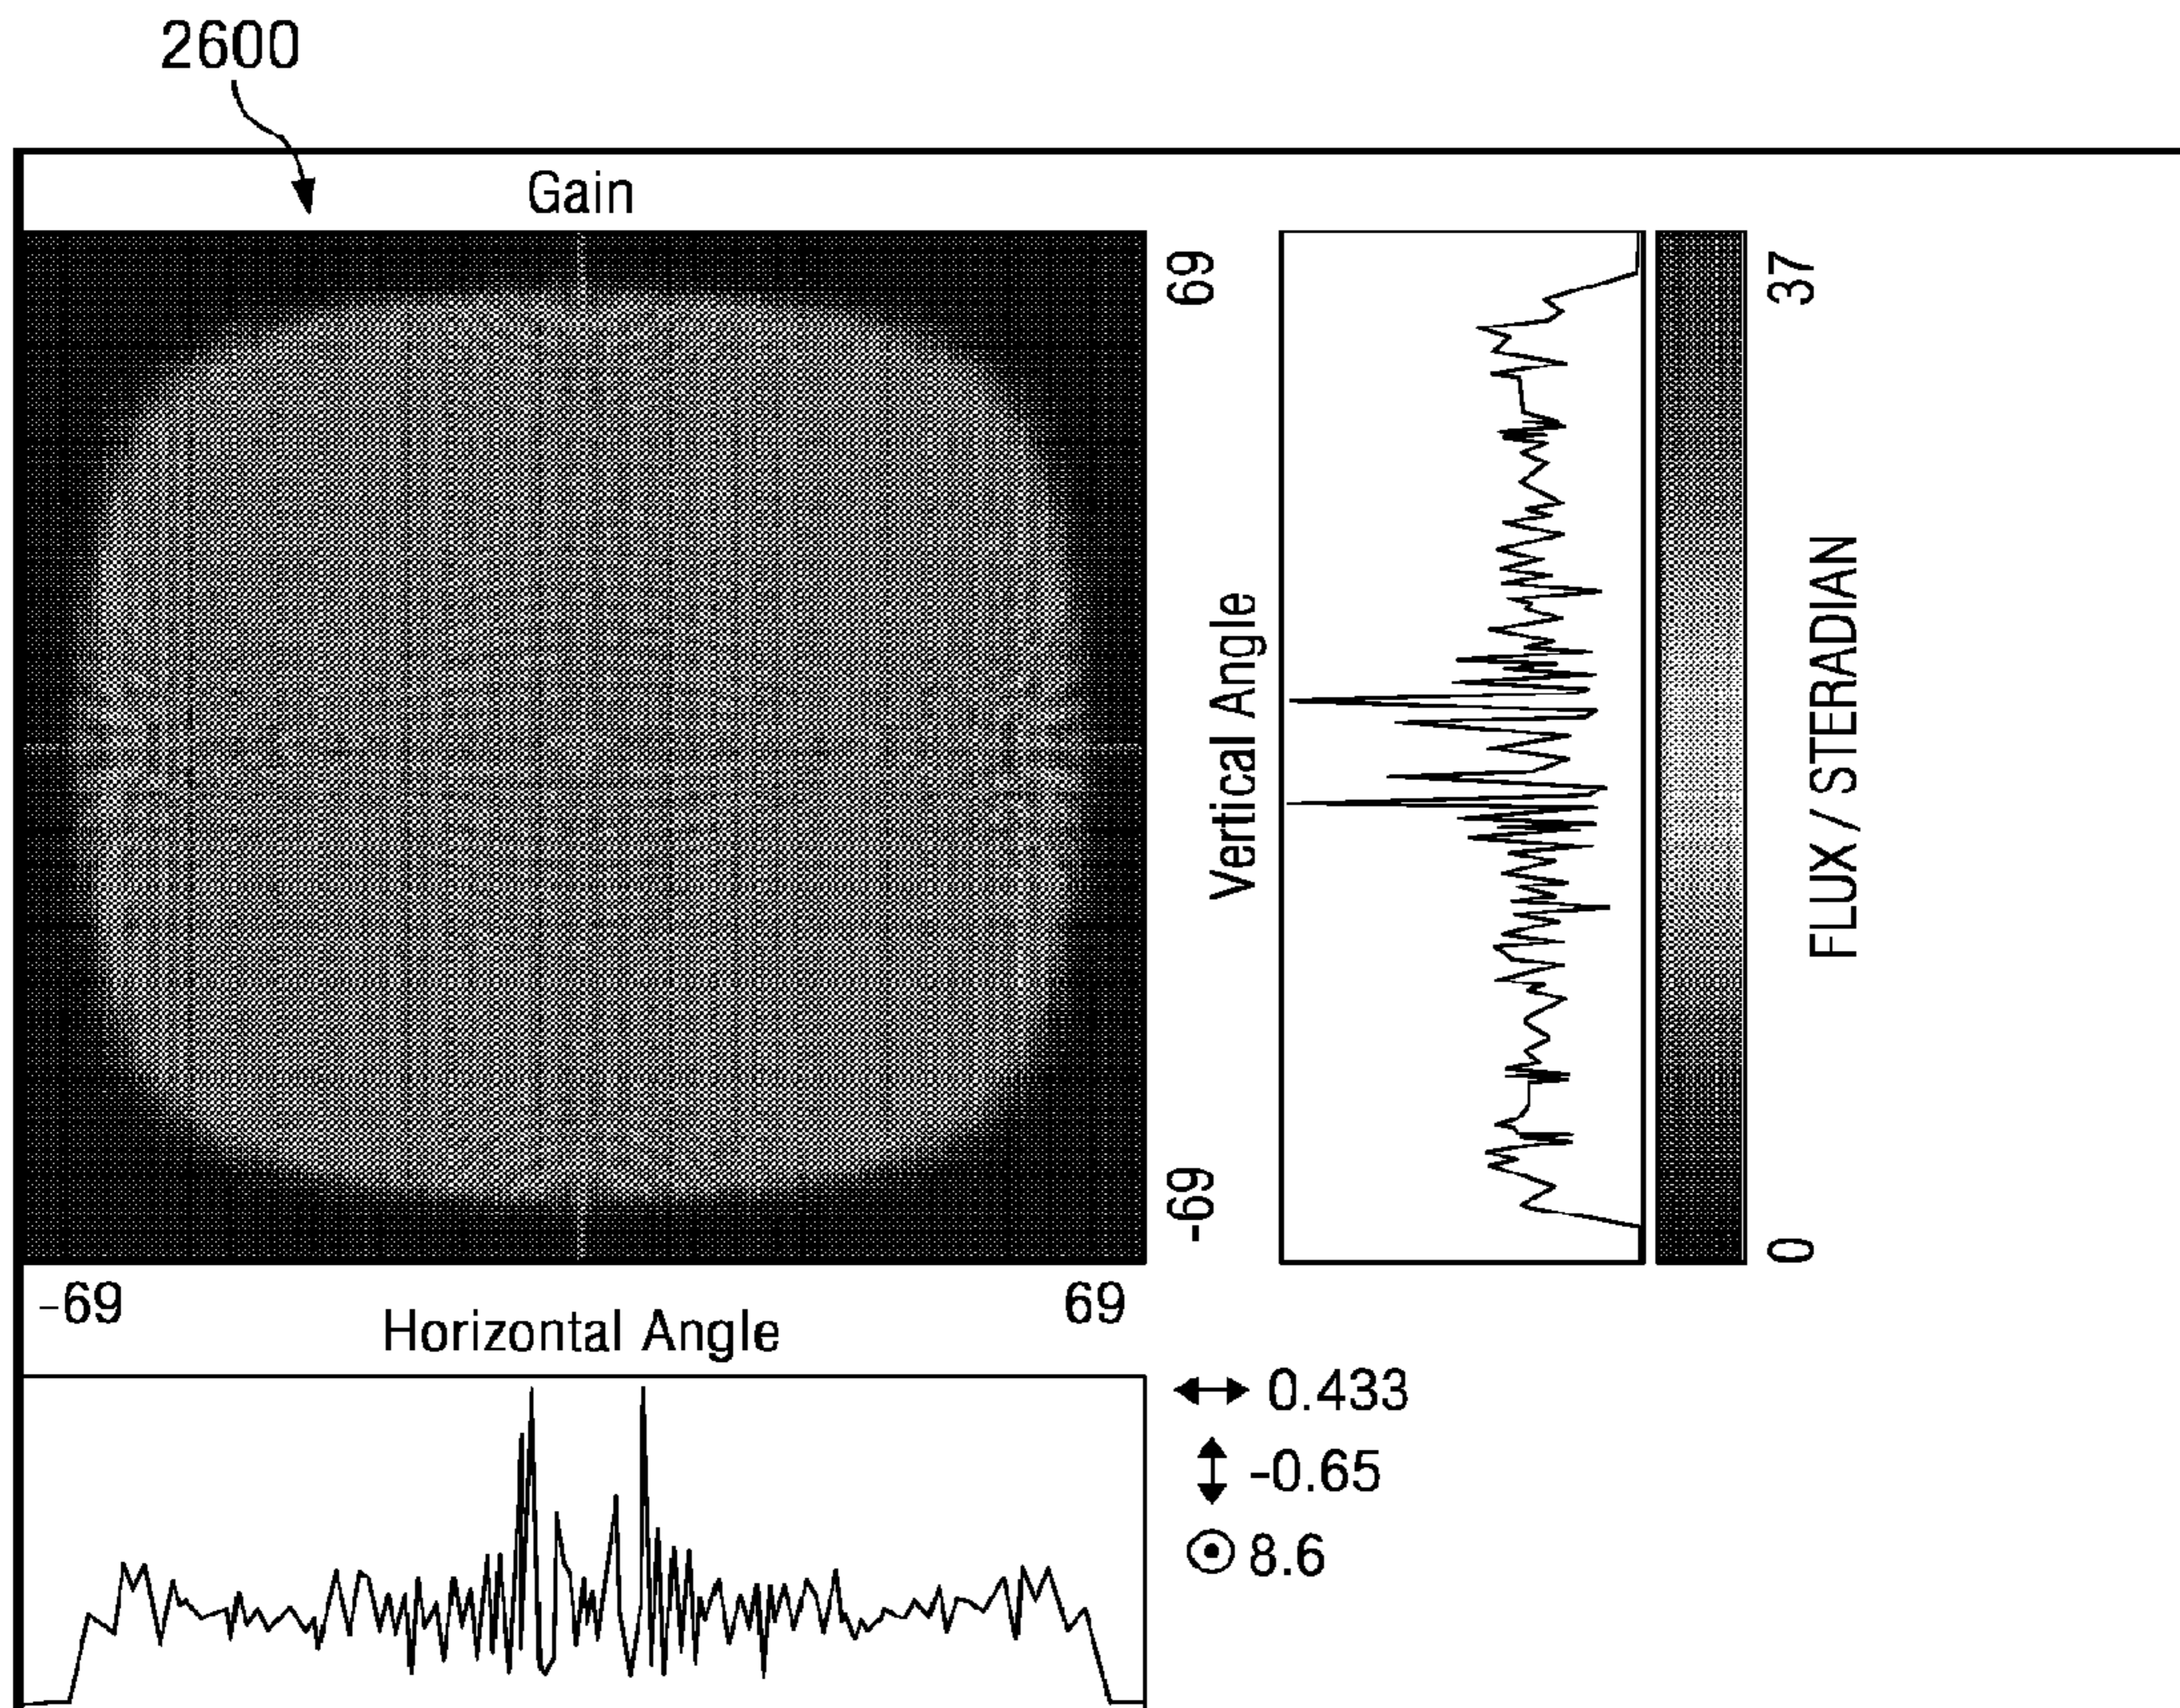 2600
Gain
69
-69
Vertical Angle
37
0
FLUX / STERADIAN
-69
69
Horizontal Angle
0.433
-0.65
8.6